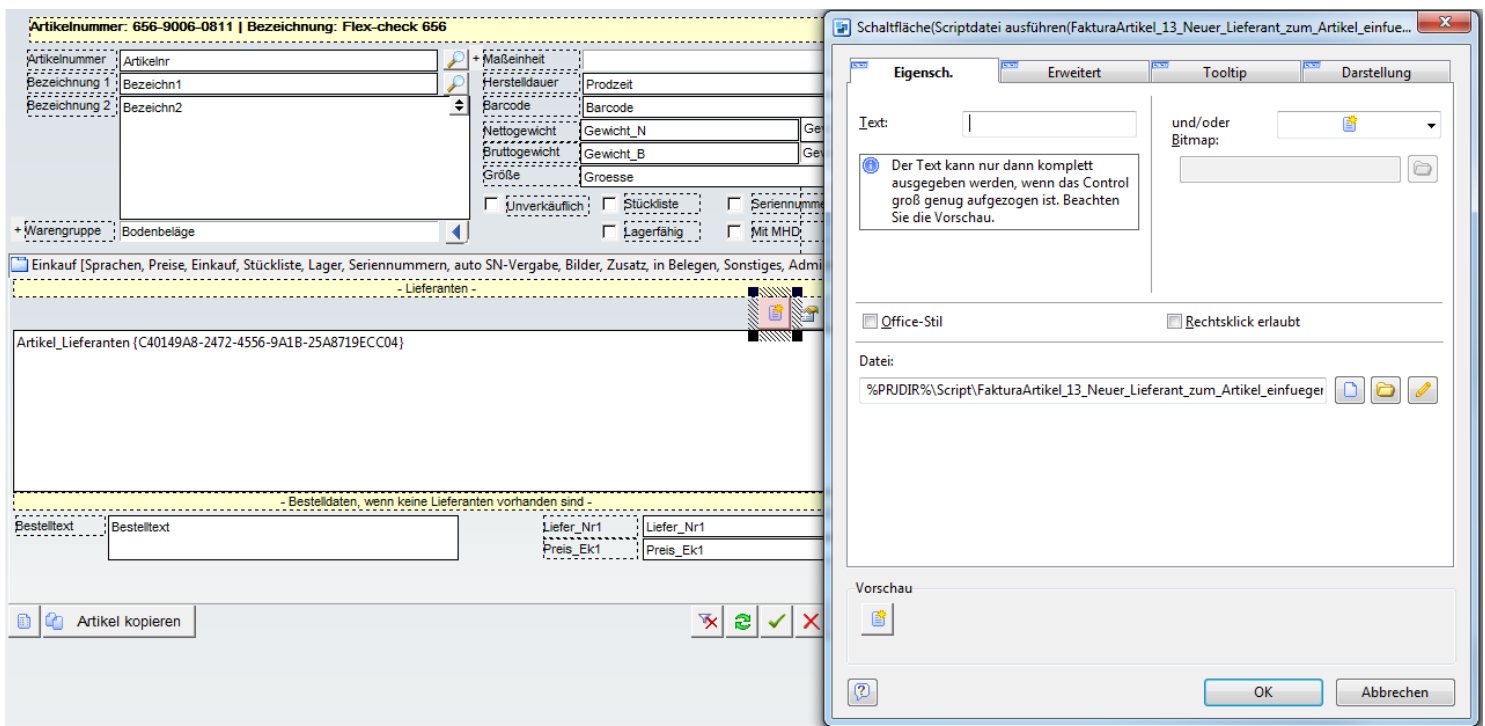 Artikelnummer: 656-9006-0811 | Bezeichnung: Flex-check 656
Artikelnummer Artikelnr + Maßeinheit
Bezeichnung 1 Bezeichn1 Herstelldauer Prodzeit
Bezeichnung 2 Bezeichn2 Barcode Barcode
Nettogewicht Gewicht_N Ge
Bruttogewicht Gewicht_B Gev
Größe Groesse
Unverkäuflich Stückliste Seriennumme
+ Warengruppe Bodenbeläge Lagerfähig Mit MHD
Einkauf [Sprachen, Preise, Einkauf, Stückliste, Lager, Seriennummern, auto SN-Vergabe, Bilder, Zusatz, in Belegen, Sonstiges, Admi
- Lieferanten -
Artikel_Lieferanten {C40149A8-2472-4556-9A1B-25A8719ECC04}
- Bestelldaten, wenn keine Lieferanten vorhanden sind -
Bestelltext Bestelltext Liefer_Nr1 Liefer_Nr1
Preis_Ek1 Preis_Ek1
Artikel kopieren
Schaltfläche(Scriptdatei ausführen(FakturaArtikel_13_Neuer_Lieferant_zum_Artikel_einfue...
Eigensch. Erweitert Tooltip Darstellung
Text: und/oder
Bitmap:
Der Text kann nur dann komplett
ausgegeben werden, wenn das Control
groß genug aufgezogen ist. Beachten
Sie die Vorschau.
Office-Stil Rechtsklick erlaubt
Datei:
%PRJDIR%\Script\FakturaArtikel_13_Neuer_Lieferant_zum_Artikel_einfueger
Vorschau
OK Abbrechen